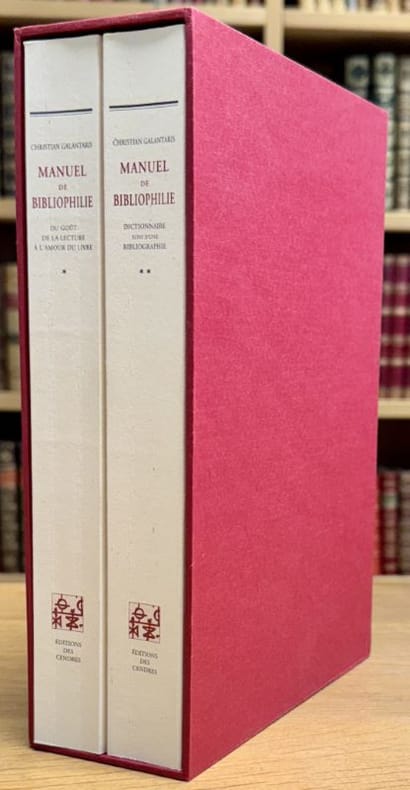 CHRISTIAN GALANTARIS
MANUEL
DE
BIBLIOPHILIE
DU GOÛT
DE LA LECTURE
À L'AMOUR DU LIVRE
*
ÉDITIONS
DES
CENDRES
CHRISTIAN GALANTARIS
MANUEL
DE
BIBLIOPHILIE
DICTIONNAIRE
SUIVI D'UNE
BIBLIOGRAPHIE
**
ÉDITIONS
DES
CENDRES